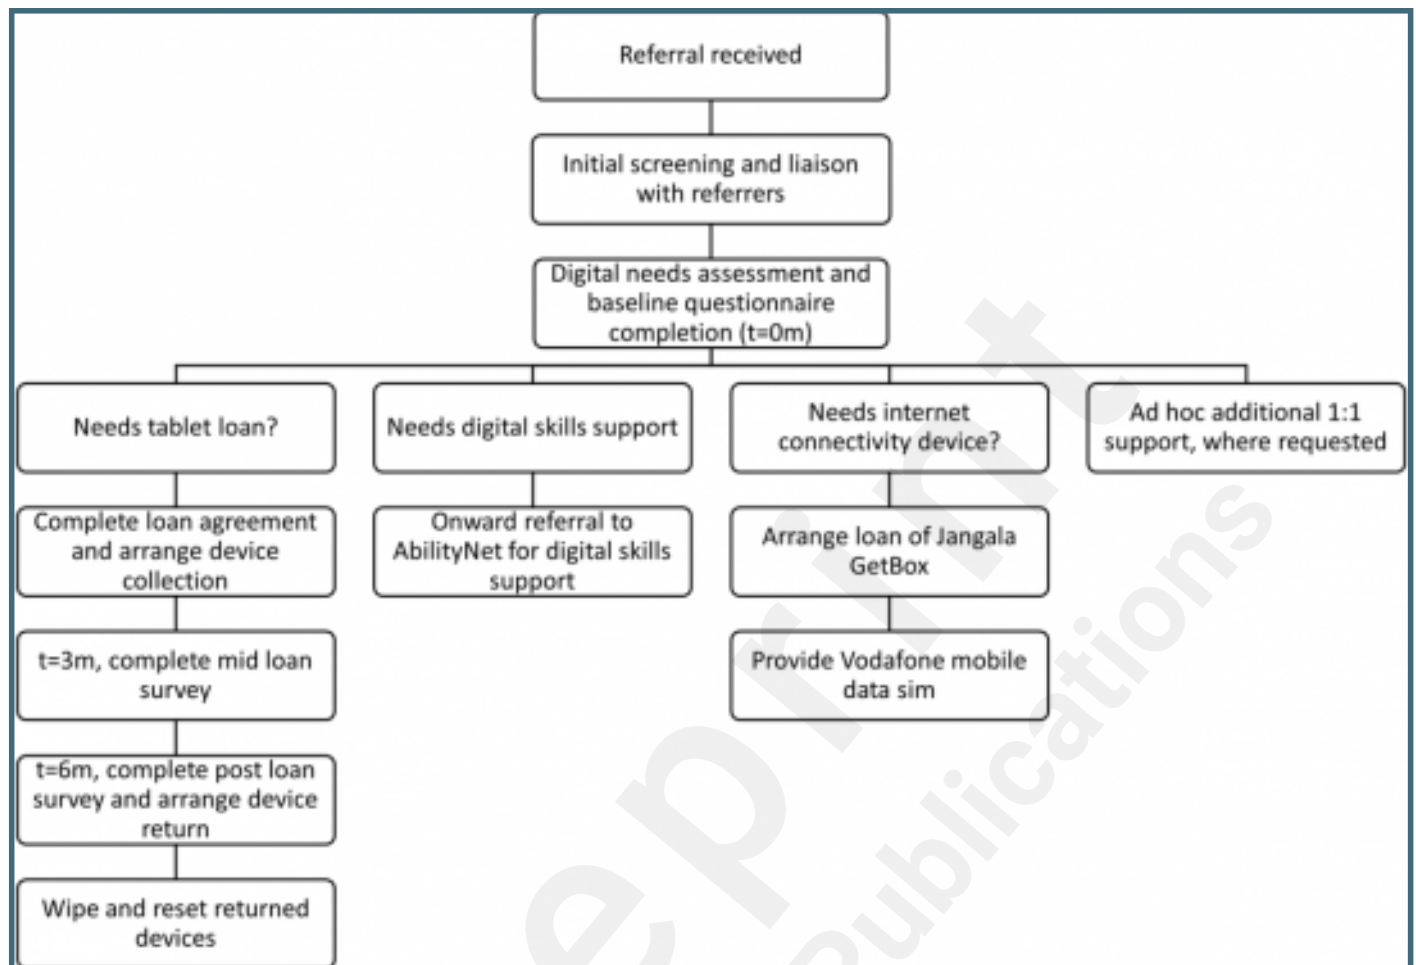 Referral received
Initial screening and liaison
with referrers
Digital needs assessment and
baseline questionnaire
completion (t=0m)
Needs tablet loan?
Needs digital skills support
Needs internet
connectivity device?
Ad hoc additional 1:1
support, where requested
Complete loan agreement
and arrange device
collection
Onward referral to
AbilityNet for digital skills
support
Arrange loan of Jangala
GetBox
t=3m, complete mid loan
survey
Provide Vodafone mobile
data sim
t=6m, complete post loan
survey and arrange device
return
Wipe and reset returned
devices
eprint
Publications